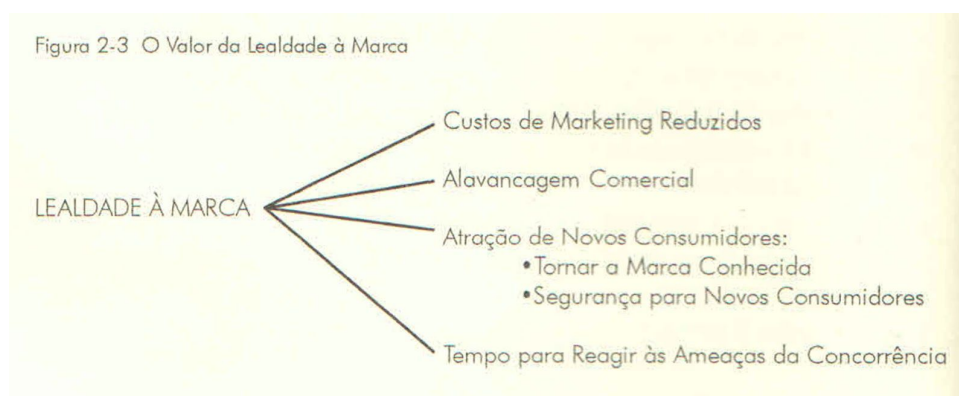 Figura 2-3 O Valor da Lealdade à Marca
Custos de Marketing Reduzidos
Alavancagem Comercial
LEALDADE À MARCA
Atração de Novos Consumidores:
•Tornar a Marca Conhecida
•Segurança para Novos Consumidores
Tempo para Reagir às Ameaças da Concorrência